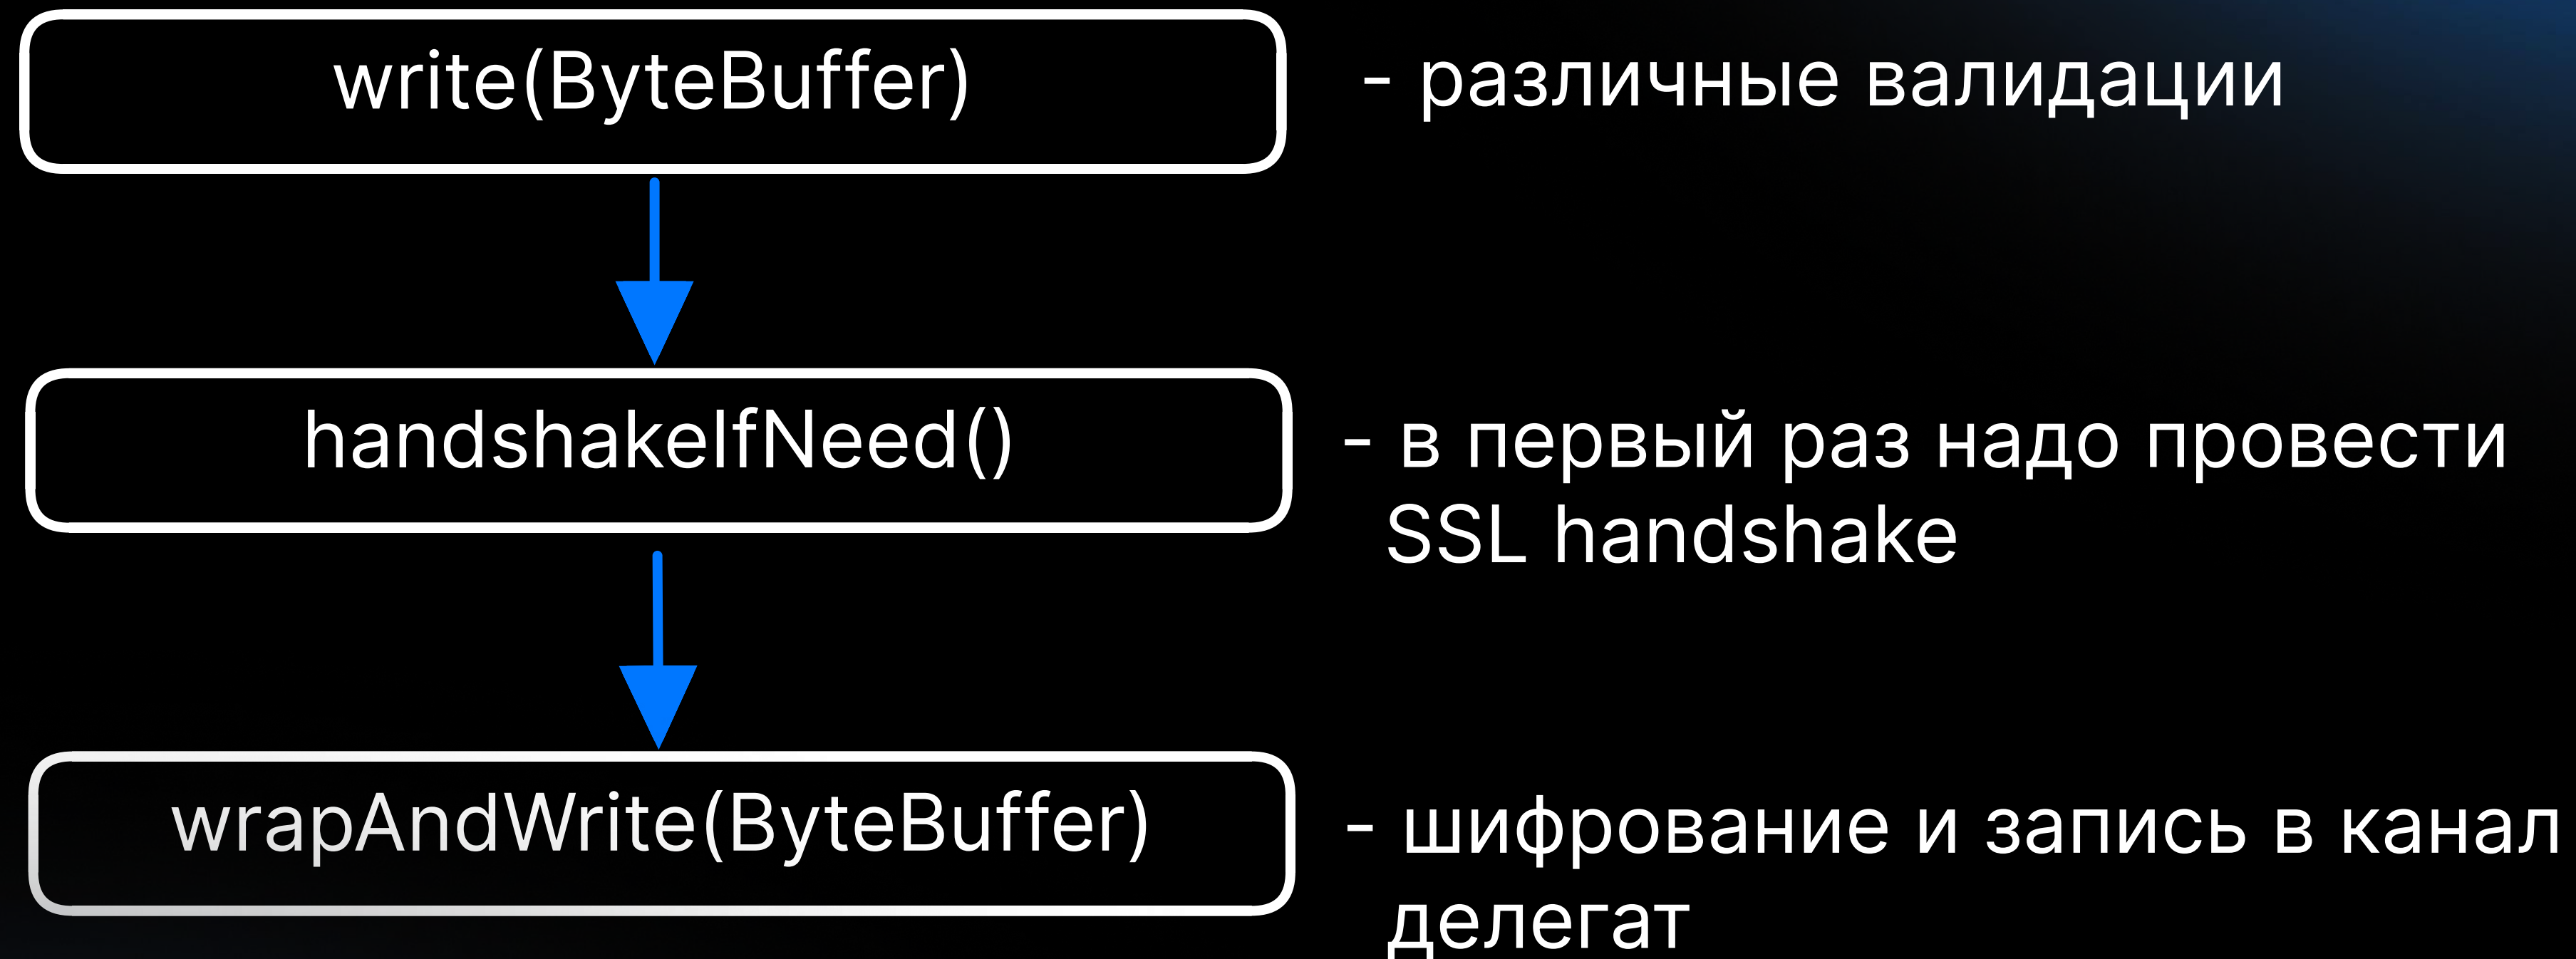 write(ByteBuffer)
- различные валидации
handshakeIfNeed()
- в первый раз надо провести
SSL handshake
wrapAndWrite(ByteBuffer)
- шифрование и запись в канал
делегат